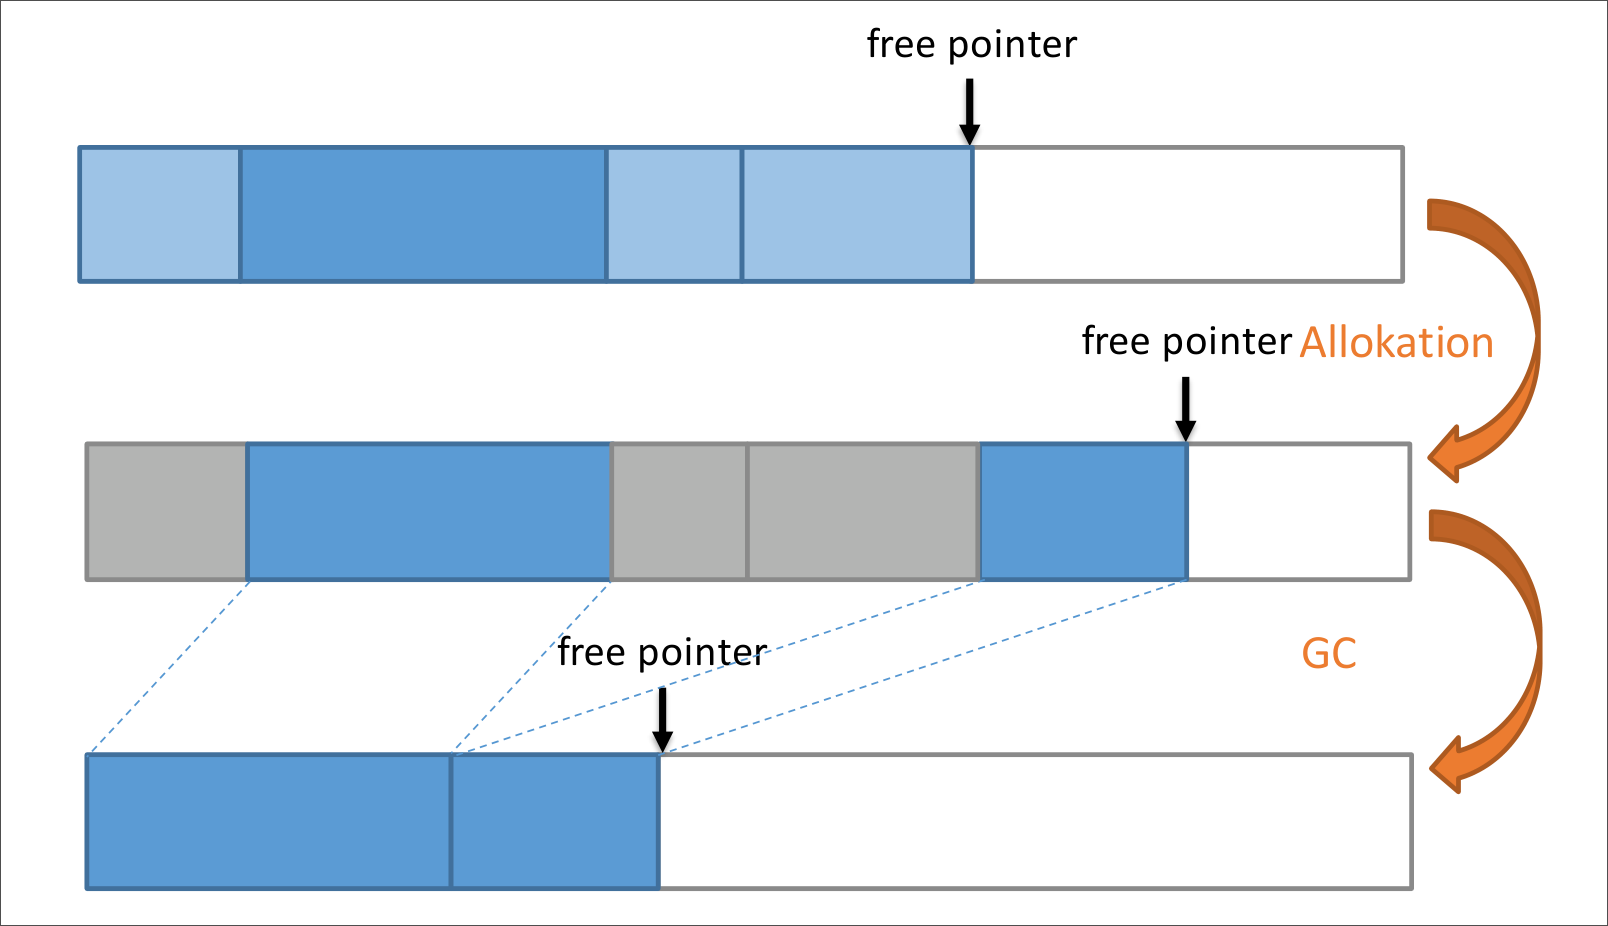 free pointer
free pointer
Allokation
free pointer
GC